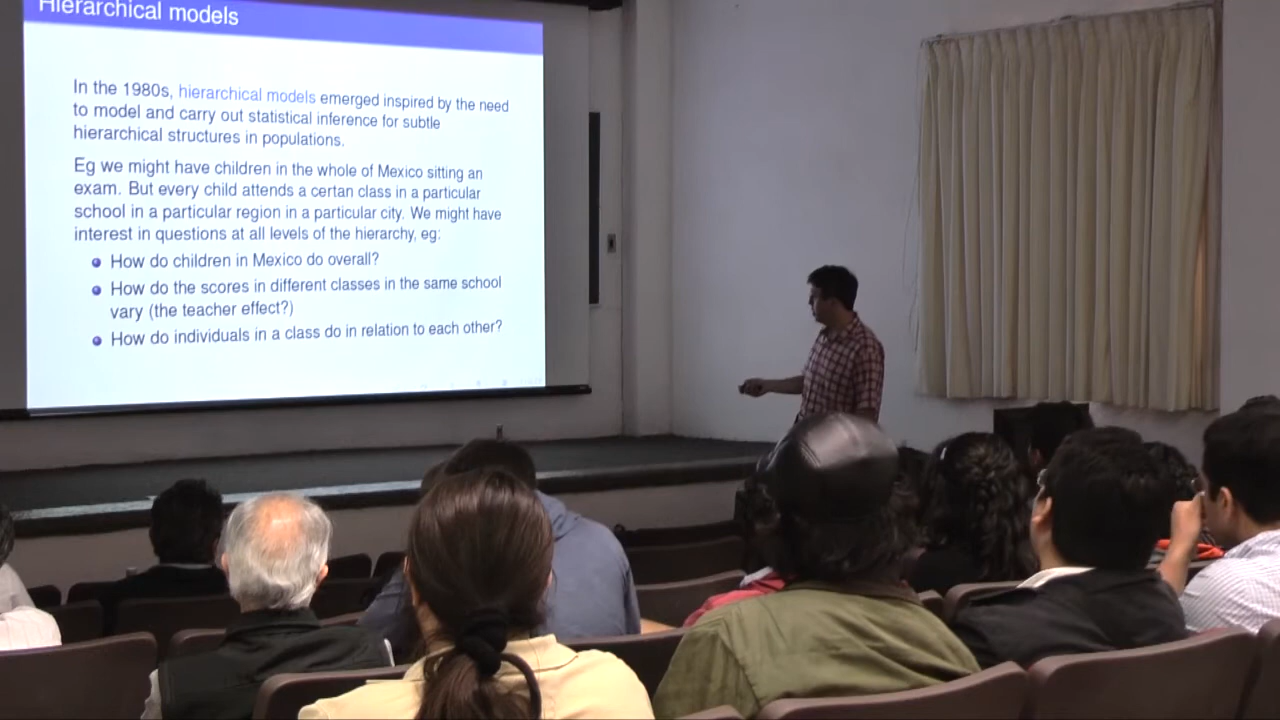 Hierarchical models
In the 1980s, hierarchical models emerged inspired by the need
to model and carry out statistical inference for subtle
hierarchical structures in populations.
Eg we might have children in the whole of Mexico sitting an
exam. But every child attends a certan class in a particular
school in a particular region in a particular city. We might have
interest in questions at all levels of the hierarchy, eg:
How do children in Mexico do overall?
How do the scores in different classes in the same school
vary (the teacher effect?)
How do individuals in a class do in relation to each other?